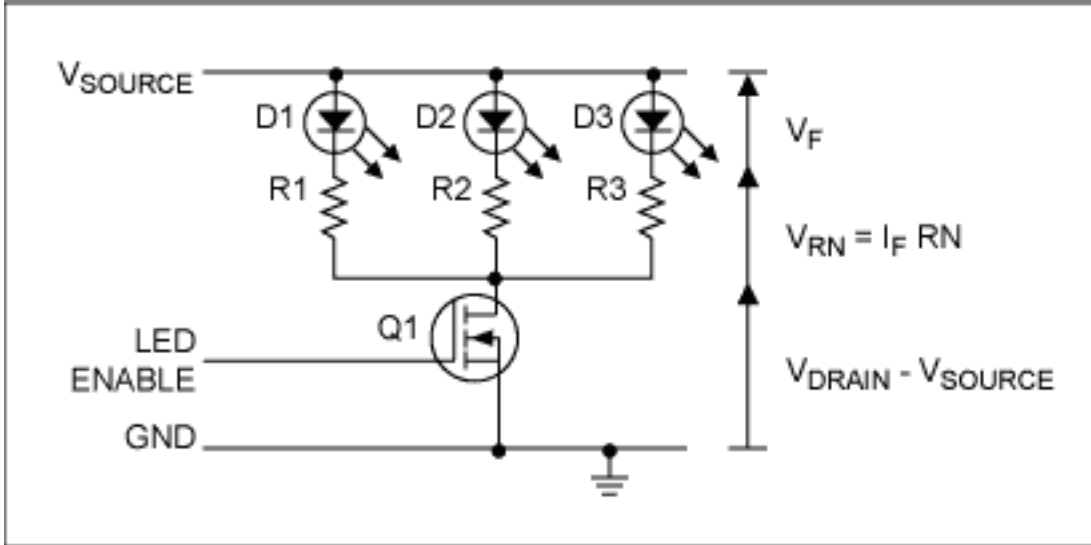 VSOURCE
D1
D2
D3
VF
R1
R2
R3
VRN = IF RN
Q1
LED
ENABLE
VDRAIN - VSOURCE
GND